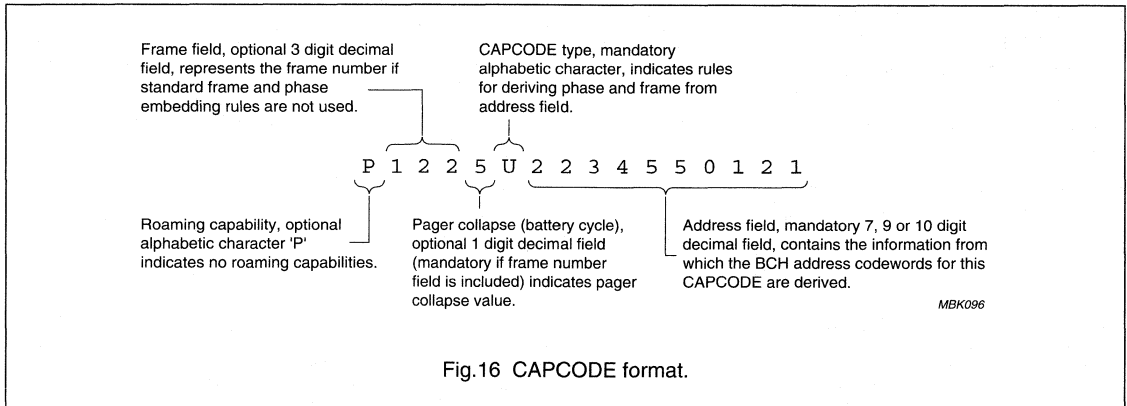 Frame field, optional 3 digit decimal
field, represents the frame number if
standard frame and phase
embedding rules are not used.
CAPCODE type, mandatory
alphabetic character, indicates rules
for deriving phase and frame from
address field.
P 1 2 2 5 U 2 2 3 4 5 5 0 1 2 1
Roaming capability, optional
alphabetic character 'P'
indicates no roaming capabilities.
Pager collapse (battery cycle),
optional 1 digit decimal field
(mandatory if frame number
field is included) indicates pager
collapse value.
Address field, mandatory 7, 9 or 10 digit
decimal field, contains the information from
which the BCH address codewords for this
CAPCODE are derived.
MBK096
Fig.16 CAPCODE format.